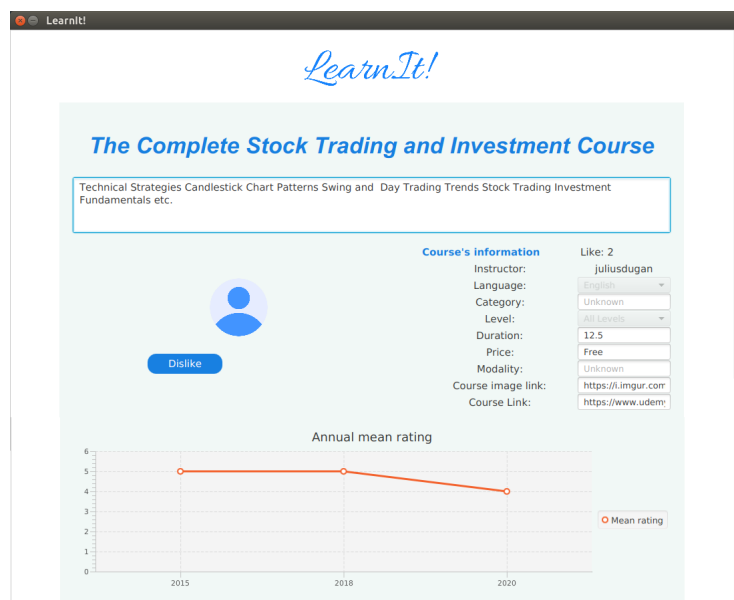 LearnIt!
LearnIt!
The Complete Stock Trading and Investment Course
Technical Strategies Candlestick Chart Patterns Swing and  Day Trading Trends Stock Trading Investment
Fundamentals etc.
Course's information Like: 2
Instructor: juliusdugan
Language: English
Category: Unknown
Level: All Levels
Duration: 12.5
Price: Free
Dislike
Modality: Unknown
Course image link: https://i.imgur.com
Course Link: https://www.udemy
Annual mean rating
6
5
4
3
2
1
0
2015 2018 2020
Mean rating